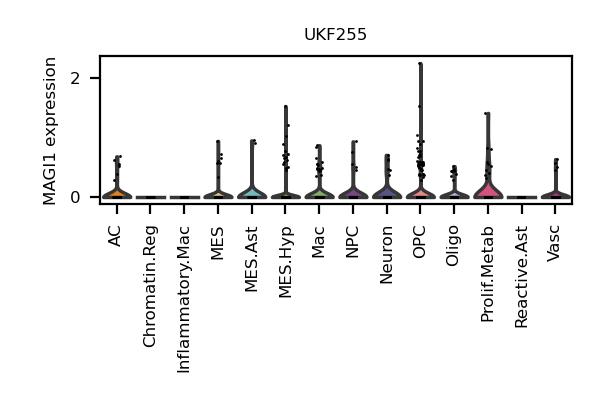 UKF255
MAGI1 expression
2
0
AC
Chromatin.Reg
Inflammatory.Mac
MES
MES.Ast
MES.Hyp
Mac
NPC
Neuron
OPC
Oligo
Prolif.Metab
Reactive.Ast
Vasc